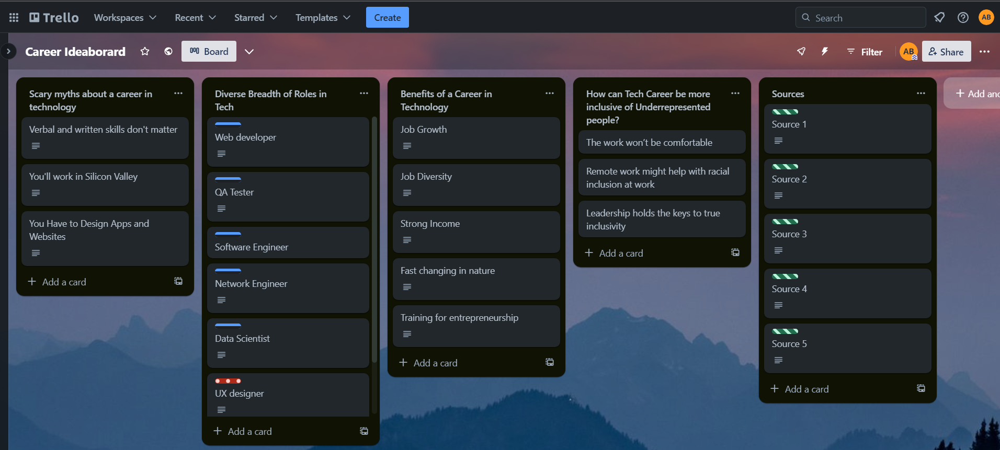 Trello
Workspaces
Recent
Starred
Templates
Create
Search
AB
Career Ideaborard
Board
Filter
AB
Share
Scary myths about a career in
technology
Verbal and written skills don't matter
You'll work in Silicon Valley
You Have to Design Apps and
Websites
Add a card
Diverse Breadth of Roles in
Tech
Web developer
QA Tester
Software Engineer
Network Engineer
Data Scientist
UX designer
Add a card
Benefits of a Career in
Technology
Job Growth
Job Diversity
Strong Income
Fast changing in nature
Training for entrepreneurship
Add a card
How can Tech Career be more
inclusive of Underrepresented
people?
The work won’t be comfortable
Remote work might help with racial
inclusion at work
Leadership holds the keys to true
inclusivity
Add a card
Sources
Source 1
Source 2
Source 3
Source 4
Source 5
Add a card
Add